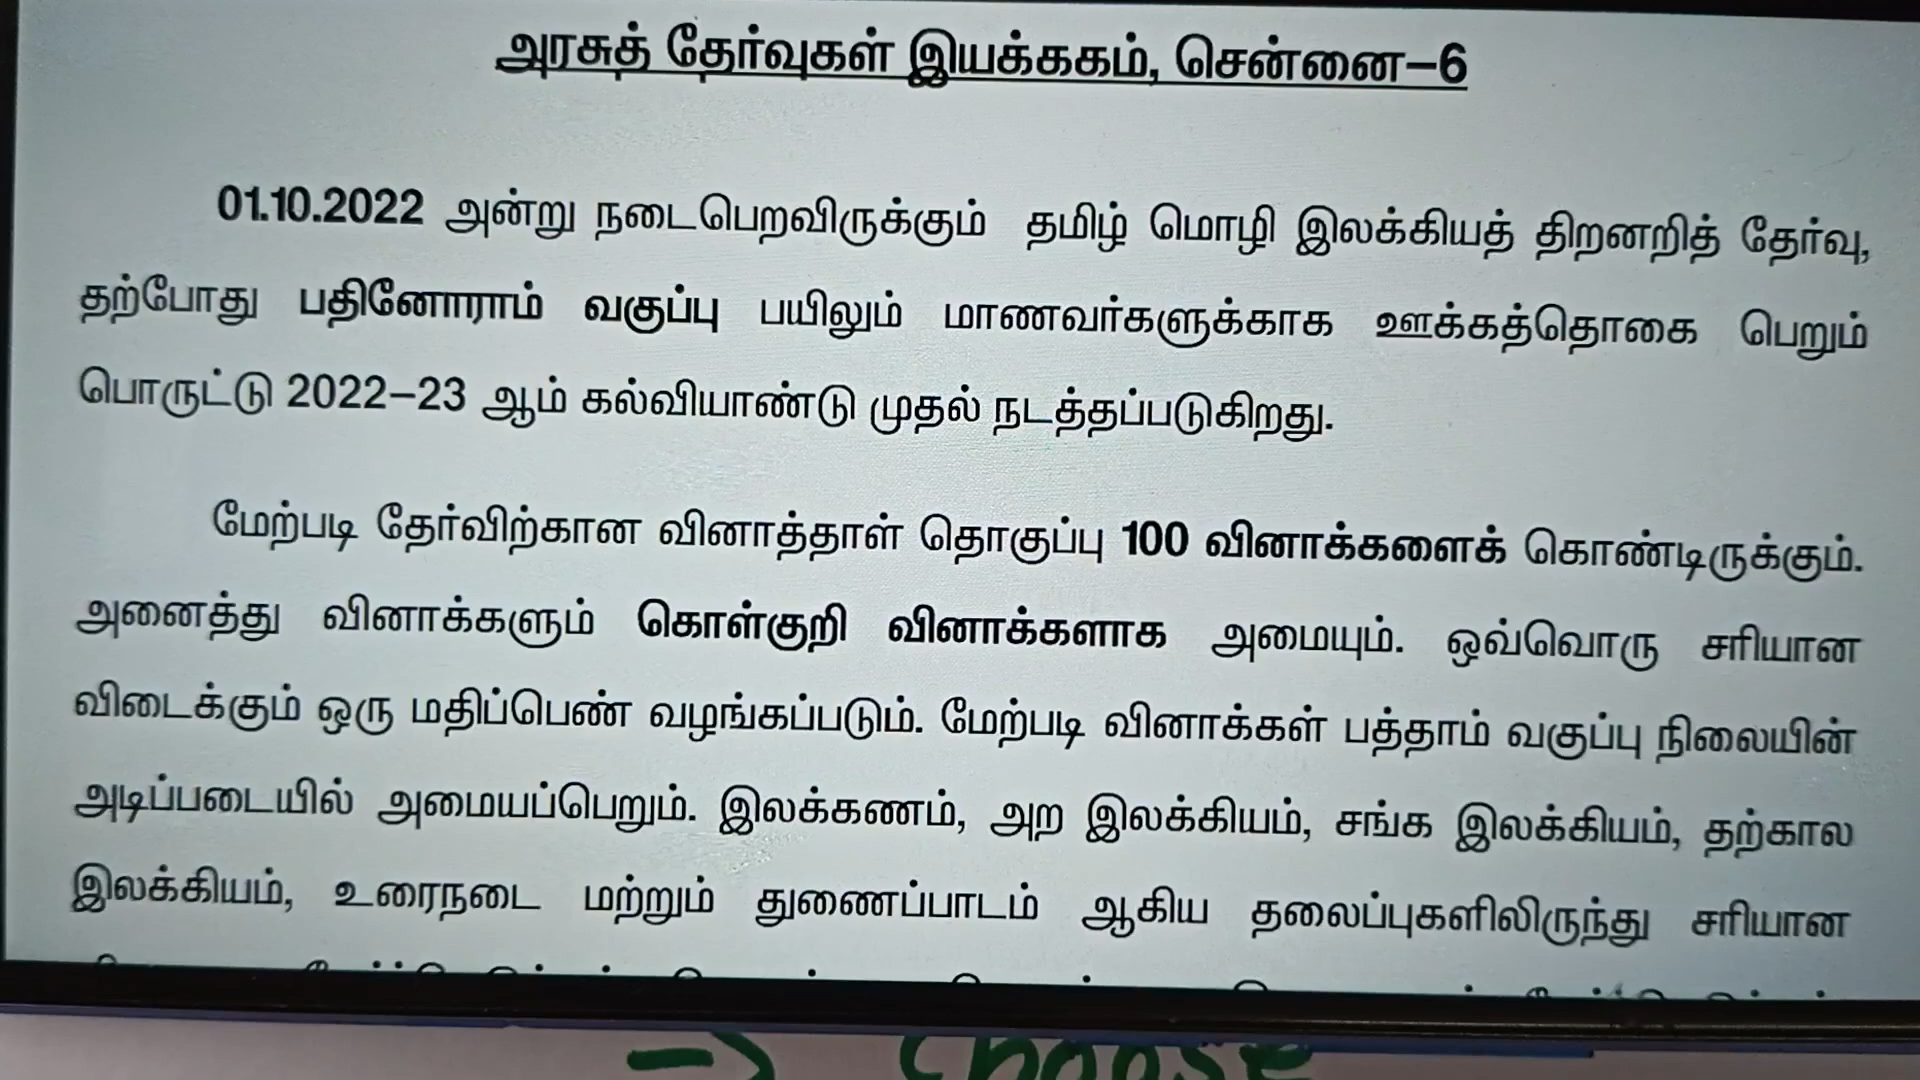 அரசுத் தேர்வுகள் இயக்ககம், சென்னை–6
01.10.2022 அன்று நடைபெறவிருக்கும் தமிழ் மொழி இலக்கியத் திறனறித் தேர்வு,
தற்போது பதினோராம் வகுப்பு பயிலும் மாணவர்களுக்காக ஊக்கத்தொகை பெறும்
பொருட்டு 2022–23 ஆம் கல்வியாண்டு முதல் நடத்தப்படுகிறது.
மேற்படி தேர்விற்கான வினாத்தாள் தொகுப்பு 100 வினாக்களைக் கொண்டிருக்கும்.
அனைத்து வினாக்களும் கொள்குறி வினாக்களாக அமையும். ஒவ்வொரு சரியான
விடைக்கும் ஒரு மதிப்பெண் வழங்கப்படும். மேற்படி வினாக்கள் பத்தாம் வகுப்பு நிலையின்
அடிப்படையில் அமையப்பெறும். இலக்கணம், அற இலக்கியம், சங்க இலக்கியம், தற்கால
இலக்கியம், உரைநடை மற்றும் துணைப்பாடம் ஆகிய தலைப்புகளிலிருந்து சரியான
→ Choose